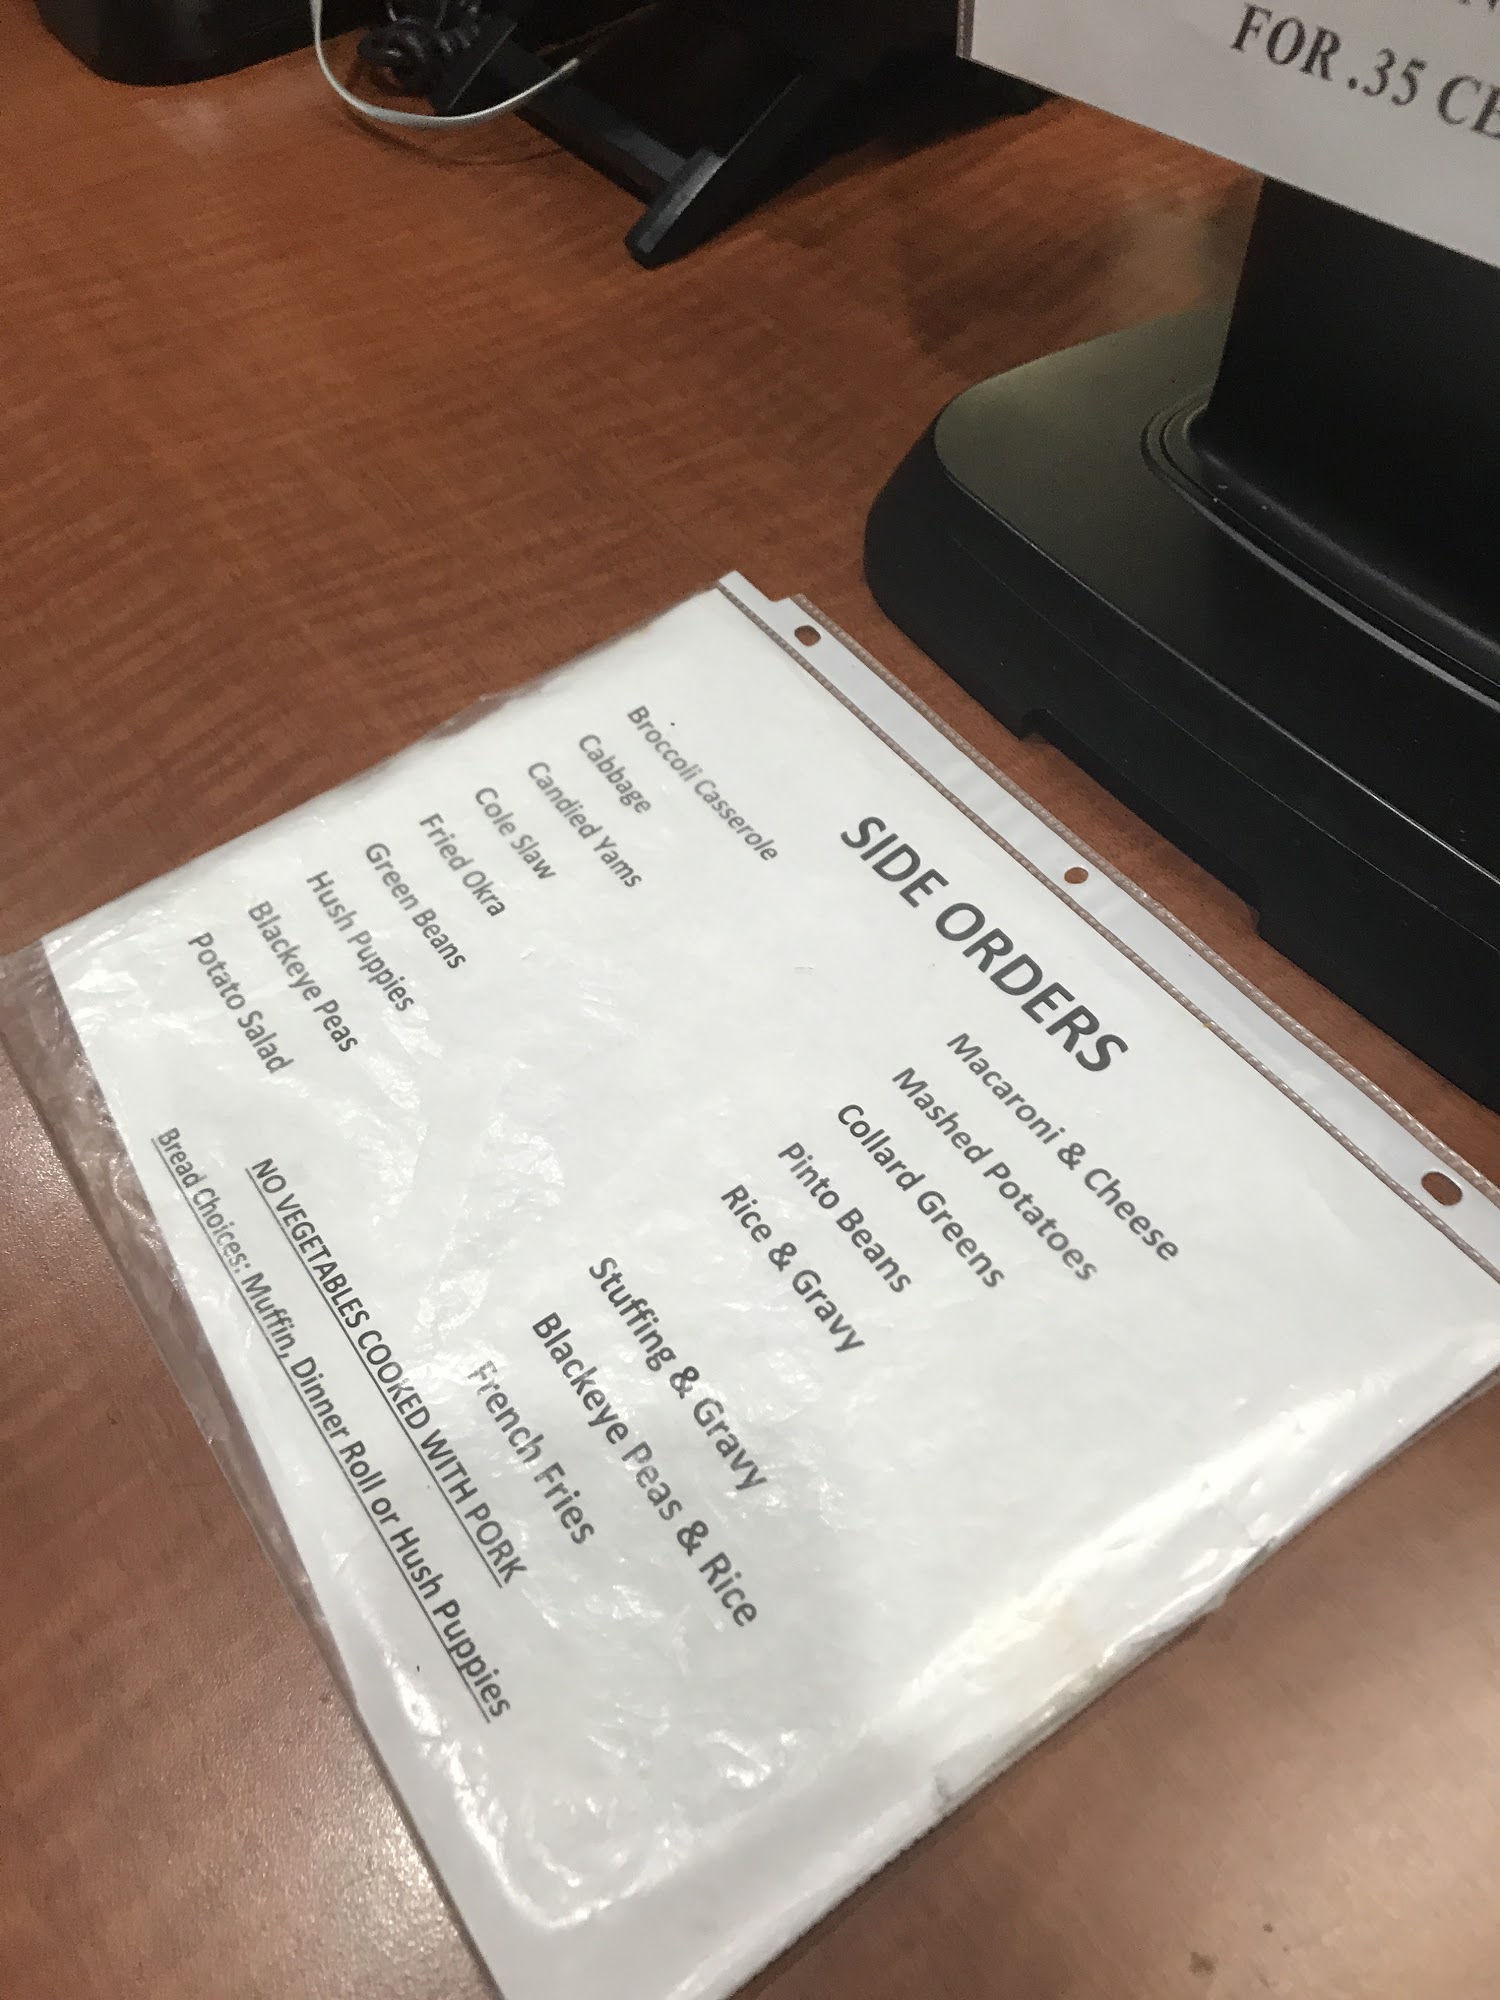 FOR .35 CE
SIDE ORDERS
Broccoli Casserole
Cabbage
Candied Yams
Cole Slaw
Fried Okra
Green Beans
Hush Puppies
Blackeye Peas
Potato Salad
Macaroni & Cheese
Mashed Potatoes
Collard Greens
Pinto Beans
Rice & Gravy
Stuffing & Gravy
Blackeye Peas & Rice
French Fries
NO VEGETABLES COOKED WITH PORK
Bread Choices: Muffin, Dinner Roll or Hush Puppies